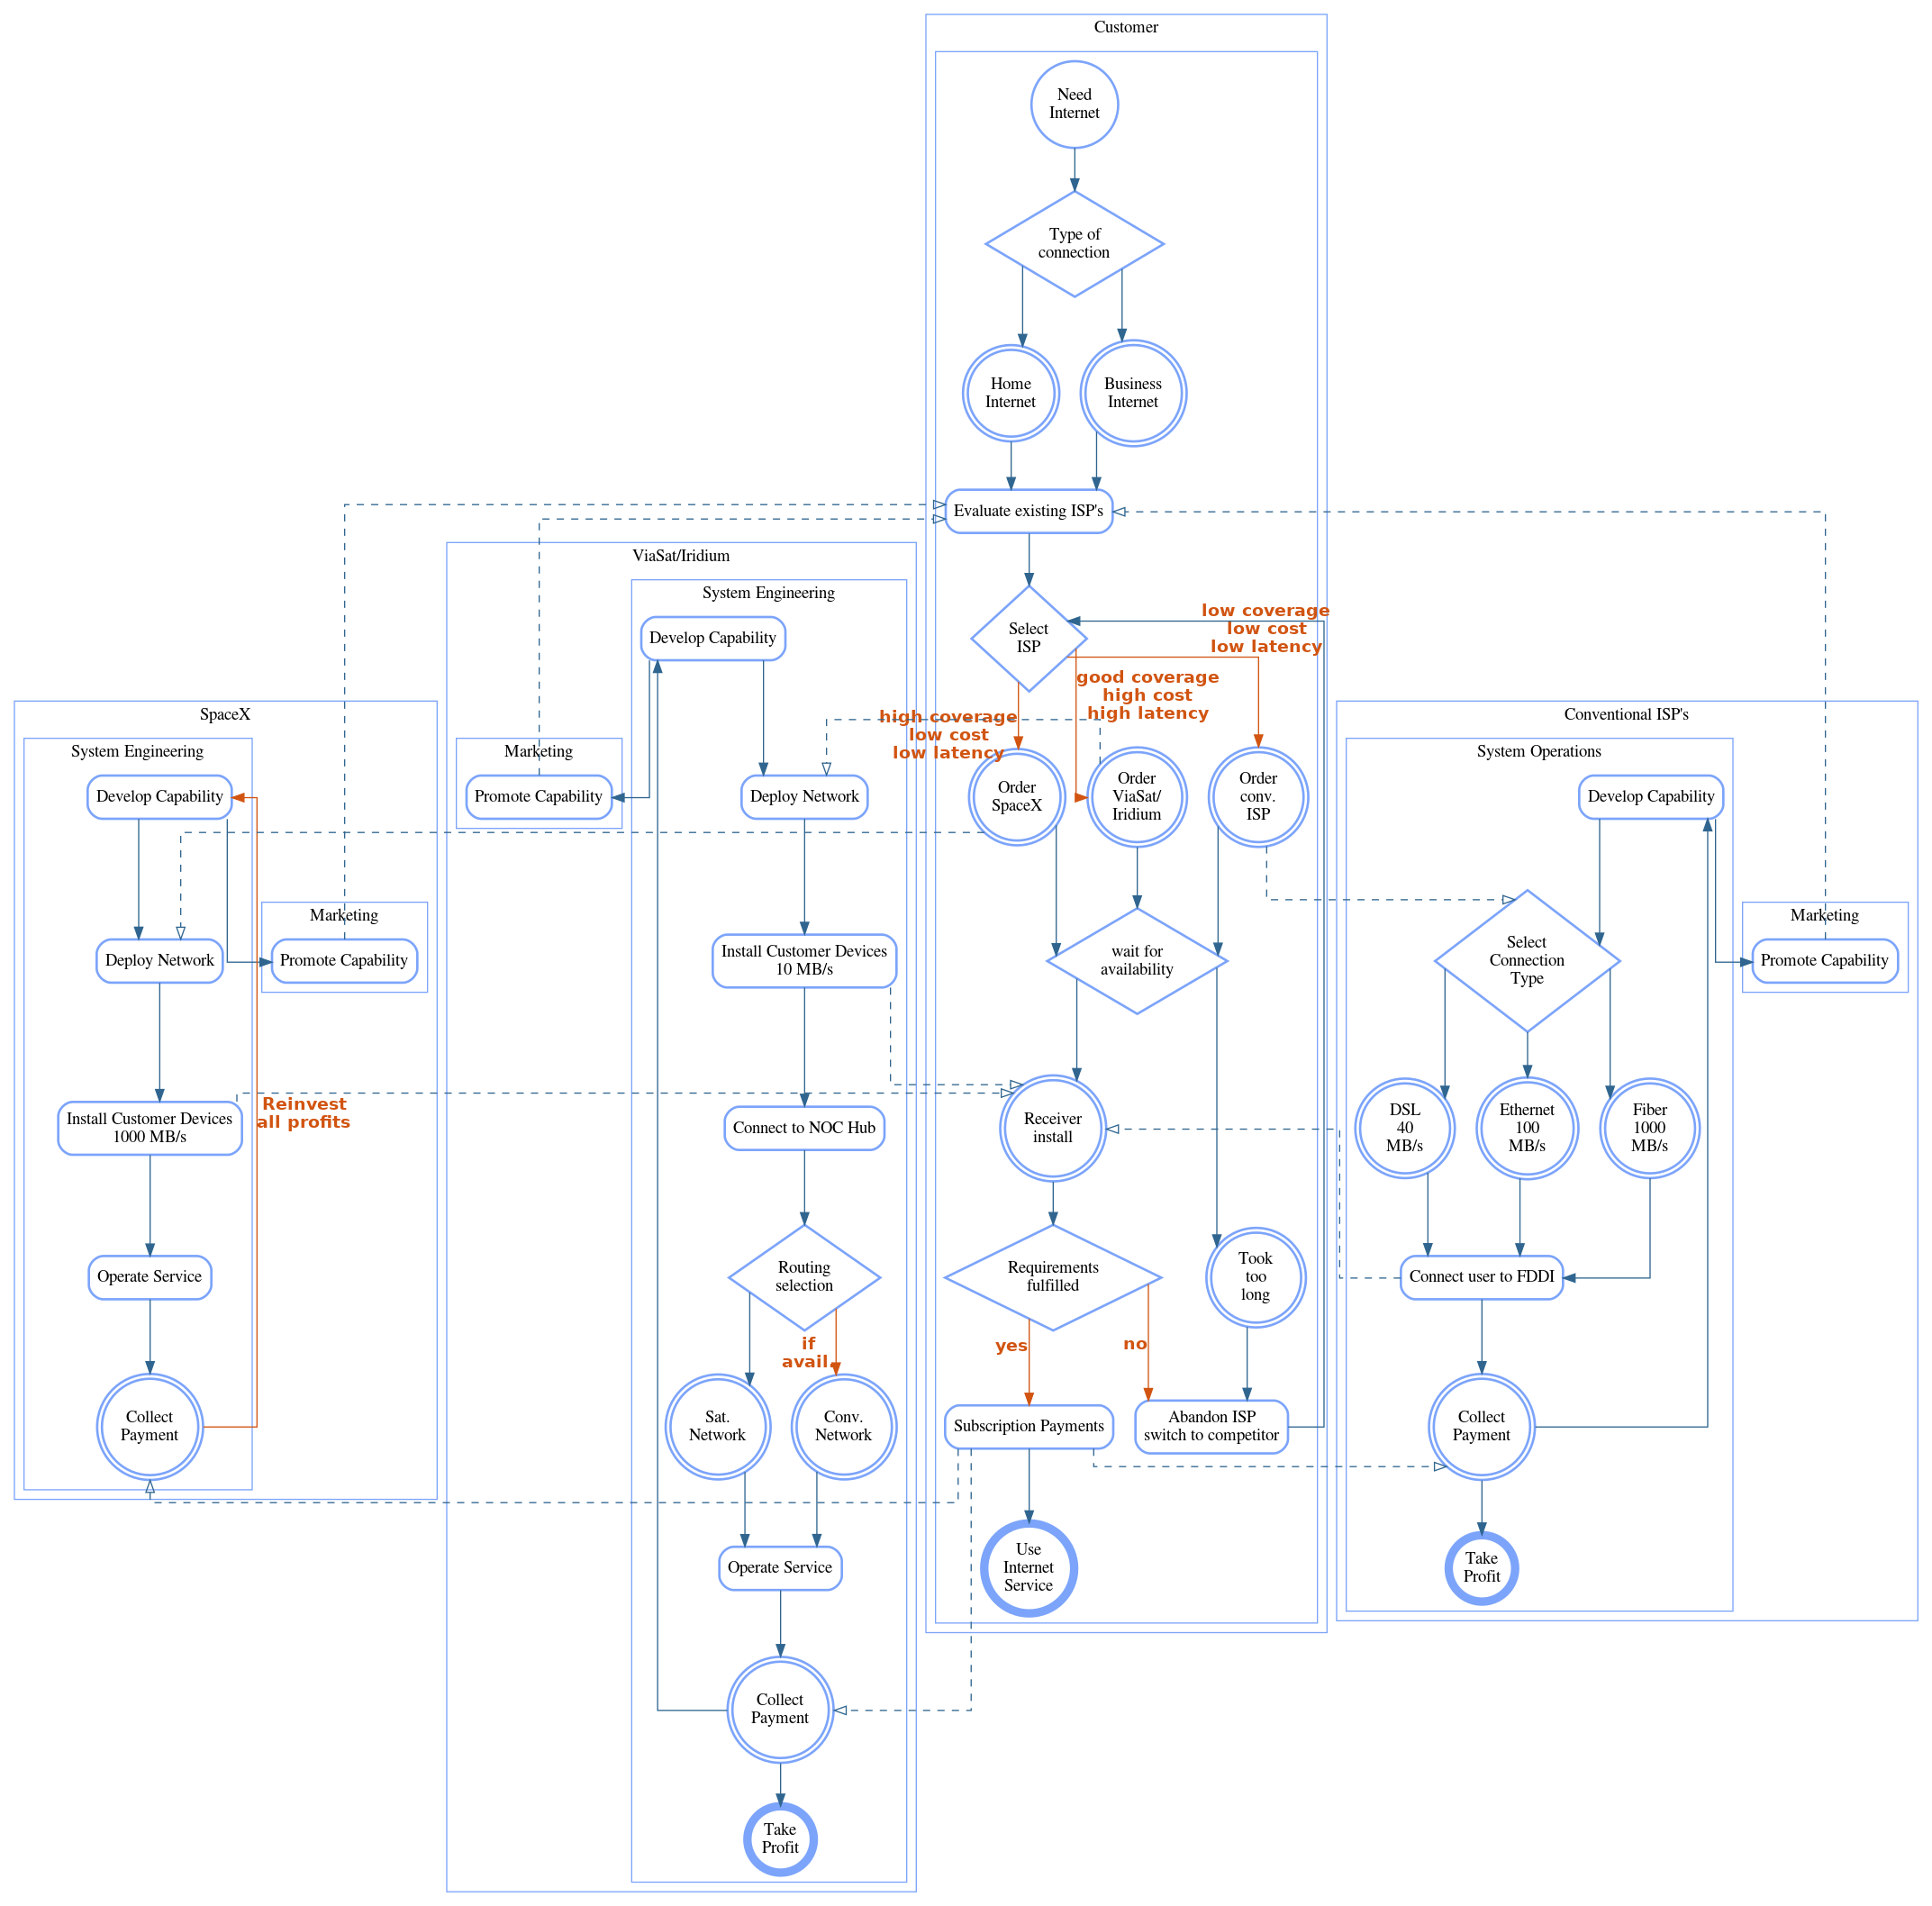 Customer
Need
Internet
Type of
connection
Home
Internet
Business
Internet
Evaluate existing ISP's
Select
ISP
low coverage
low cost
low latency
good coverage
high cost
high latency
high coverage
low cost
low latency
Order
SpaceX
Order
ViaSat/
Iridium
Order
conv.
ISP
wait for
availability
Receiver
install
Requirements
fulfilled
Took
too
long
yes
no
Subscription Payments
Abandon ISP
switch to competitor
Use
Internet
Service
ViaSat/Iridium
System Engineering
Develop Capability
Marketing
Promote Capability
Deploy Network
Install Customer Devices
10 MB/s
Connect to NOC Hub
Routing
selection
if
avail.
Sat.
Network
Conv.
Network
Operate Service
Collect
Payment
Take
Profit
SpaceX
System Engineering
Develop Capability
Marketing
Deploy Network
Promote Capability
Install Customer Devices
1000 MB/s
Reinvest
all profits
Operate Service
Collect
Payment
Conventional ISP's
System Operations
Develop Capability
Marketing
Promote Capability
Select
Connection
Type
DSL
40
MB/s
Ethernet
100
MB/s
Fiber
1000
MB/s
Connect user to FDDI
Collect
Payment
Take
Profit